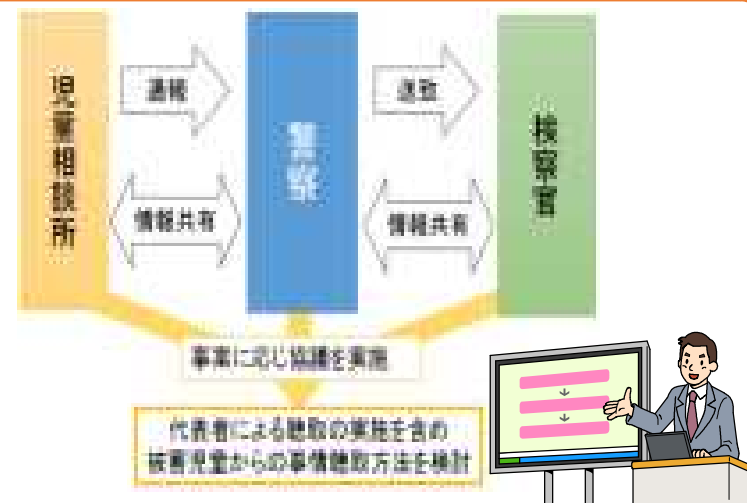 児童相談所
通報
警察
送致
検察官
情報共有
情報共有
事案に応じ協議を実施
代表者による聴取の実施を含め
被害児童からの事情聴取方法を検討